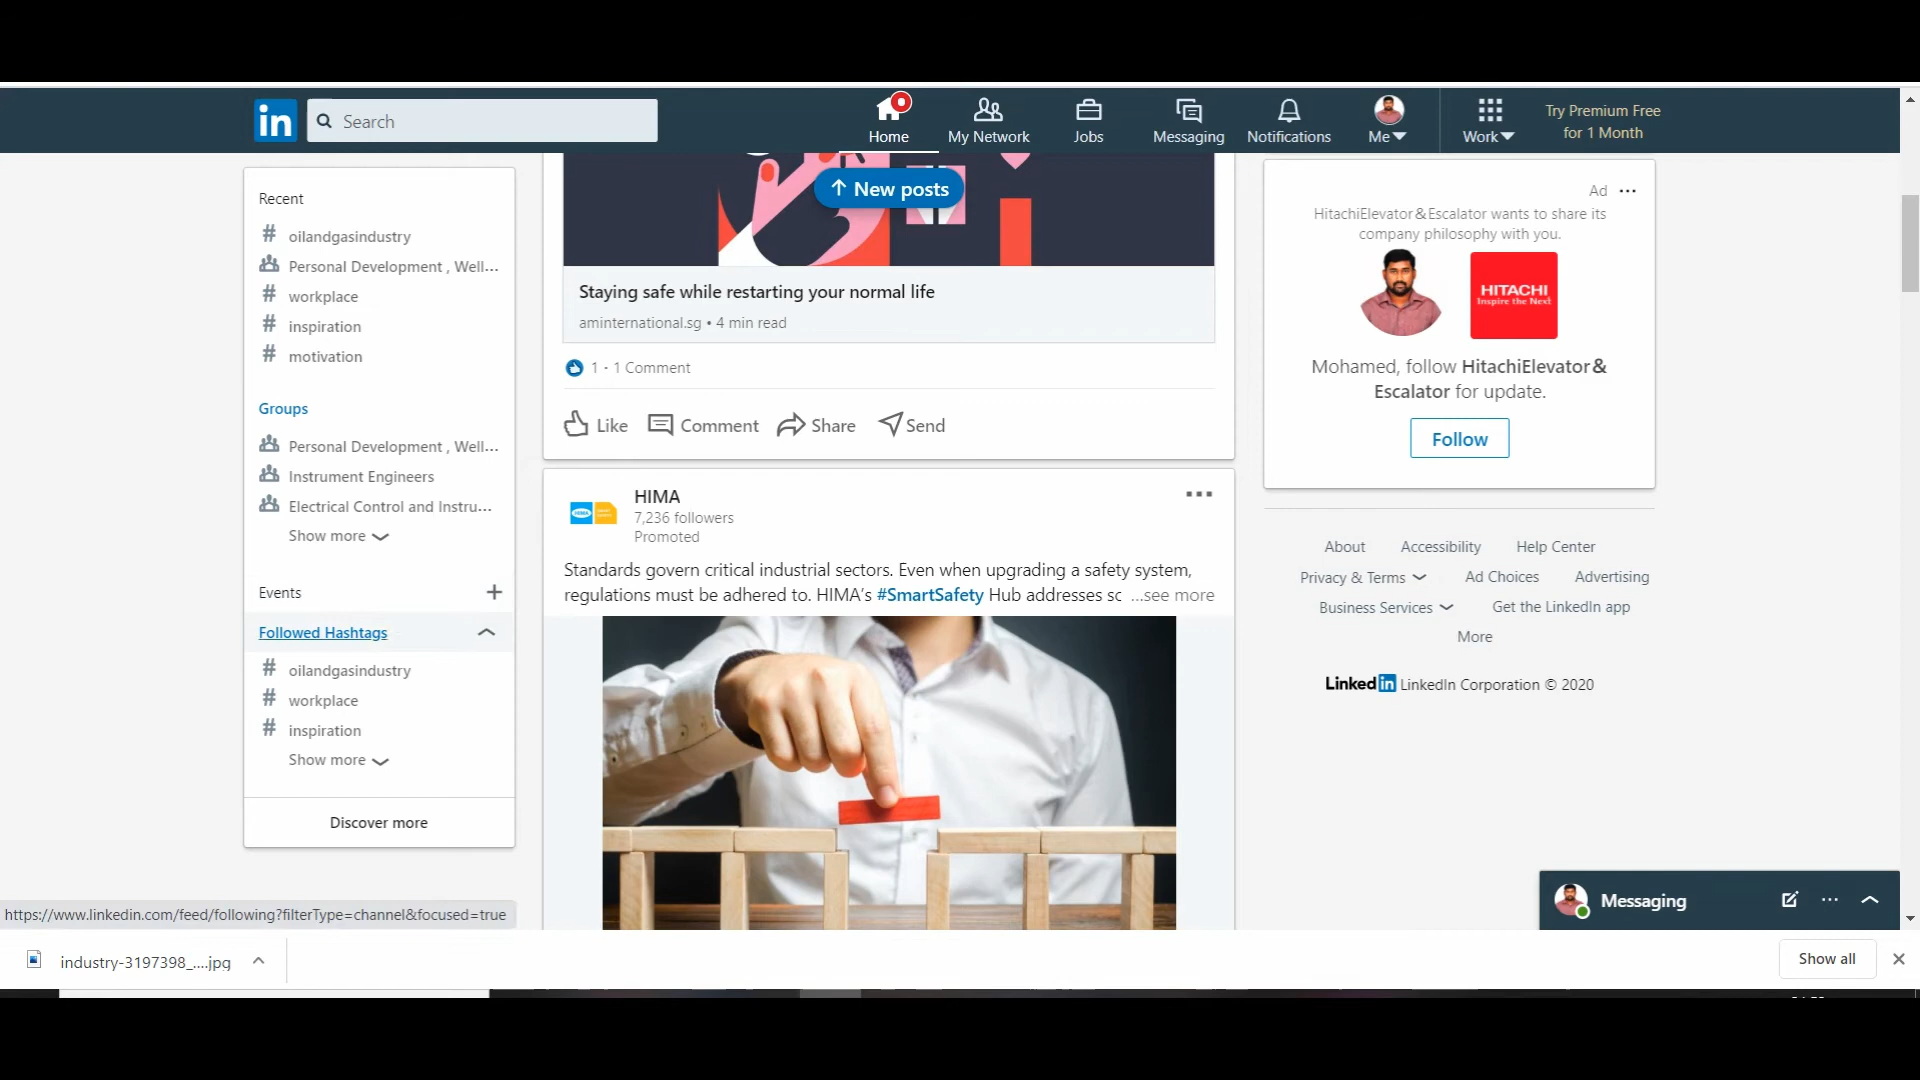 in
Search
Home
My Network
Jobs
Messaging
Notifications
Me
Work
Try Premium Free
for 1 Month
Recent
# oilandgasindustry
Personal Development , Well...
# workplace
# inspiration
# motivation
Groups
Personal Development , Well...
Instrument Engineers
Electrical Control and Instru...
Show more
Events +
Followed Hashtags
# oilandgasindustry
# workplace
# inspiration
Show more
Discover more
↑ New posts
Staying safe while restarting your normal life
aminternational.sg • 4 min read
1 · 1 Comment
Like
Comment
Share
Send
HIMA
7,236 followers
Promoted
Standards govern critical industrial sectors. Even when upgrading a safety system,
regulations must be adhered to. HIMA's #SmartSafety Hub addresses sc ...see more
Ad ...
HitachiElevator&Escalator wants to share its
company philosophy with you.
HITACHI
Inspire the Next
Mohamed, follow HitachiElevator&
Escalator for update.
Follow
About Accessibility Help Center
Privacy & Terms Ad Choices Advertising
Business Services Get the LinkedIn app
More
Linkedin LinkedIn Corporation © 2020
Messaging
https://www.linkedin.com/feed/following?filterType=channel&focused=true
industry-3197398_....jpg
Show all